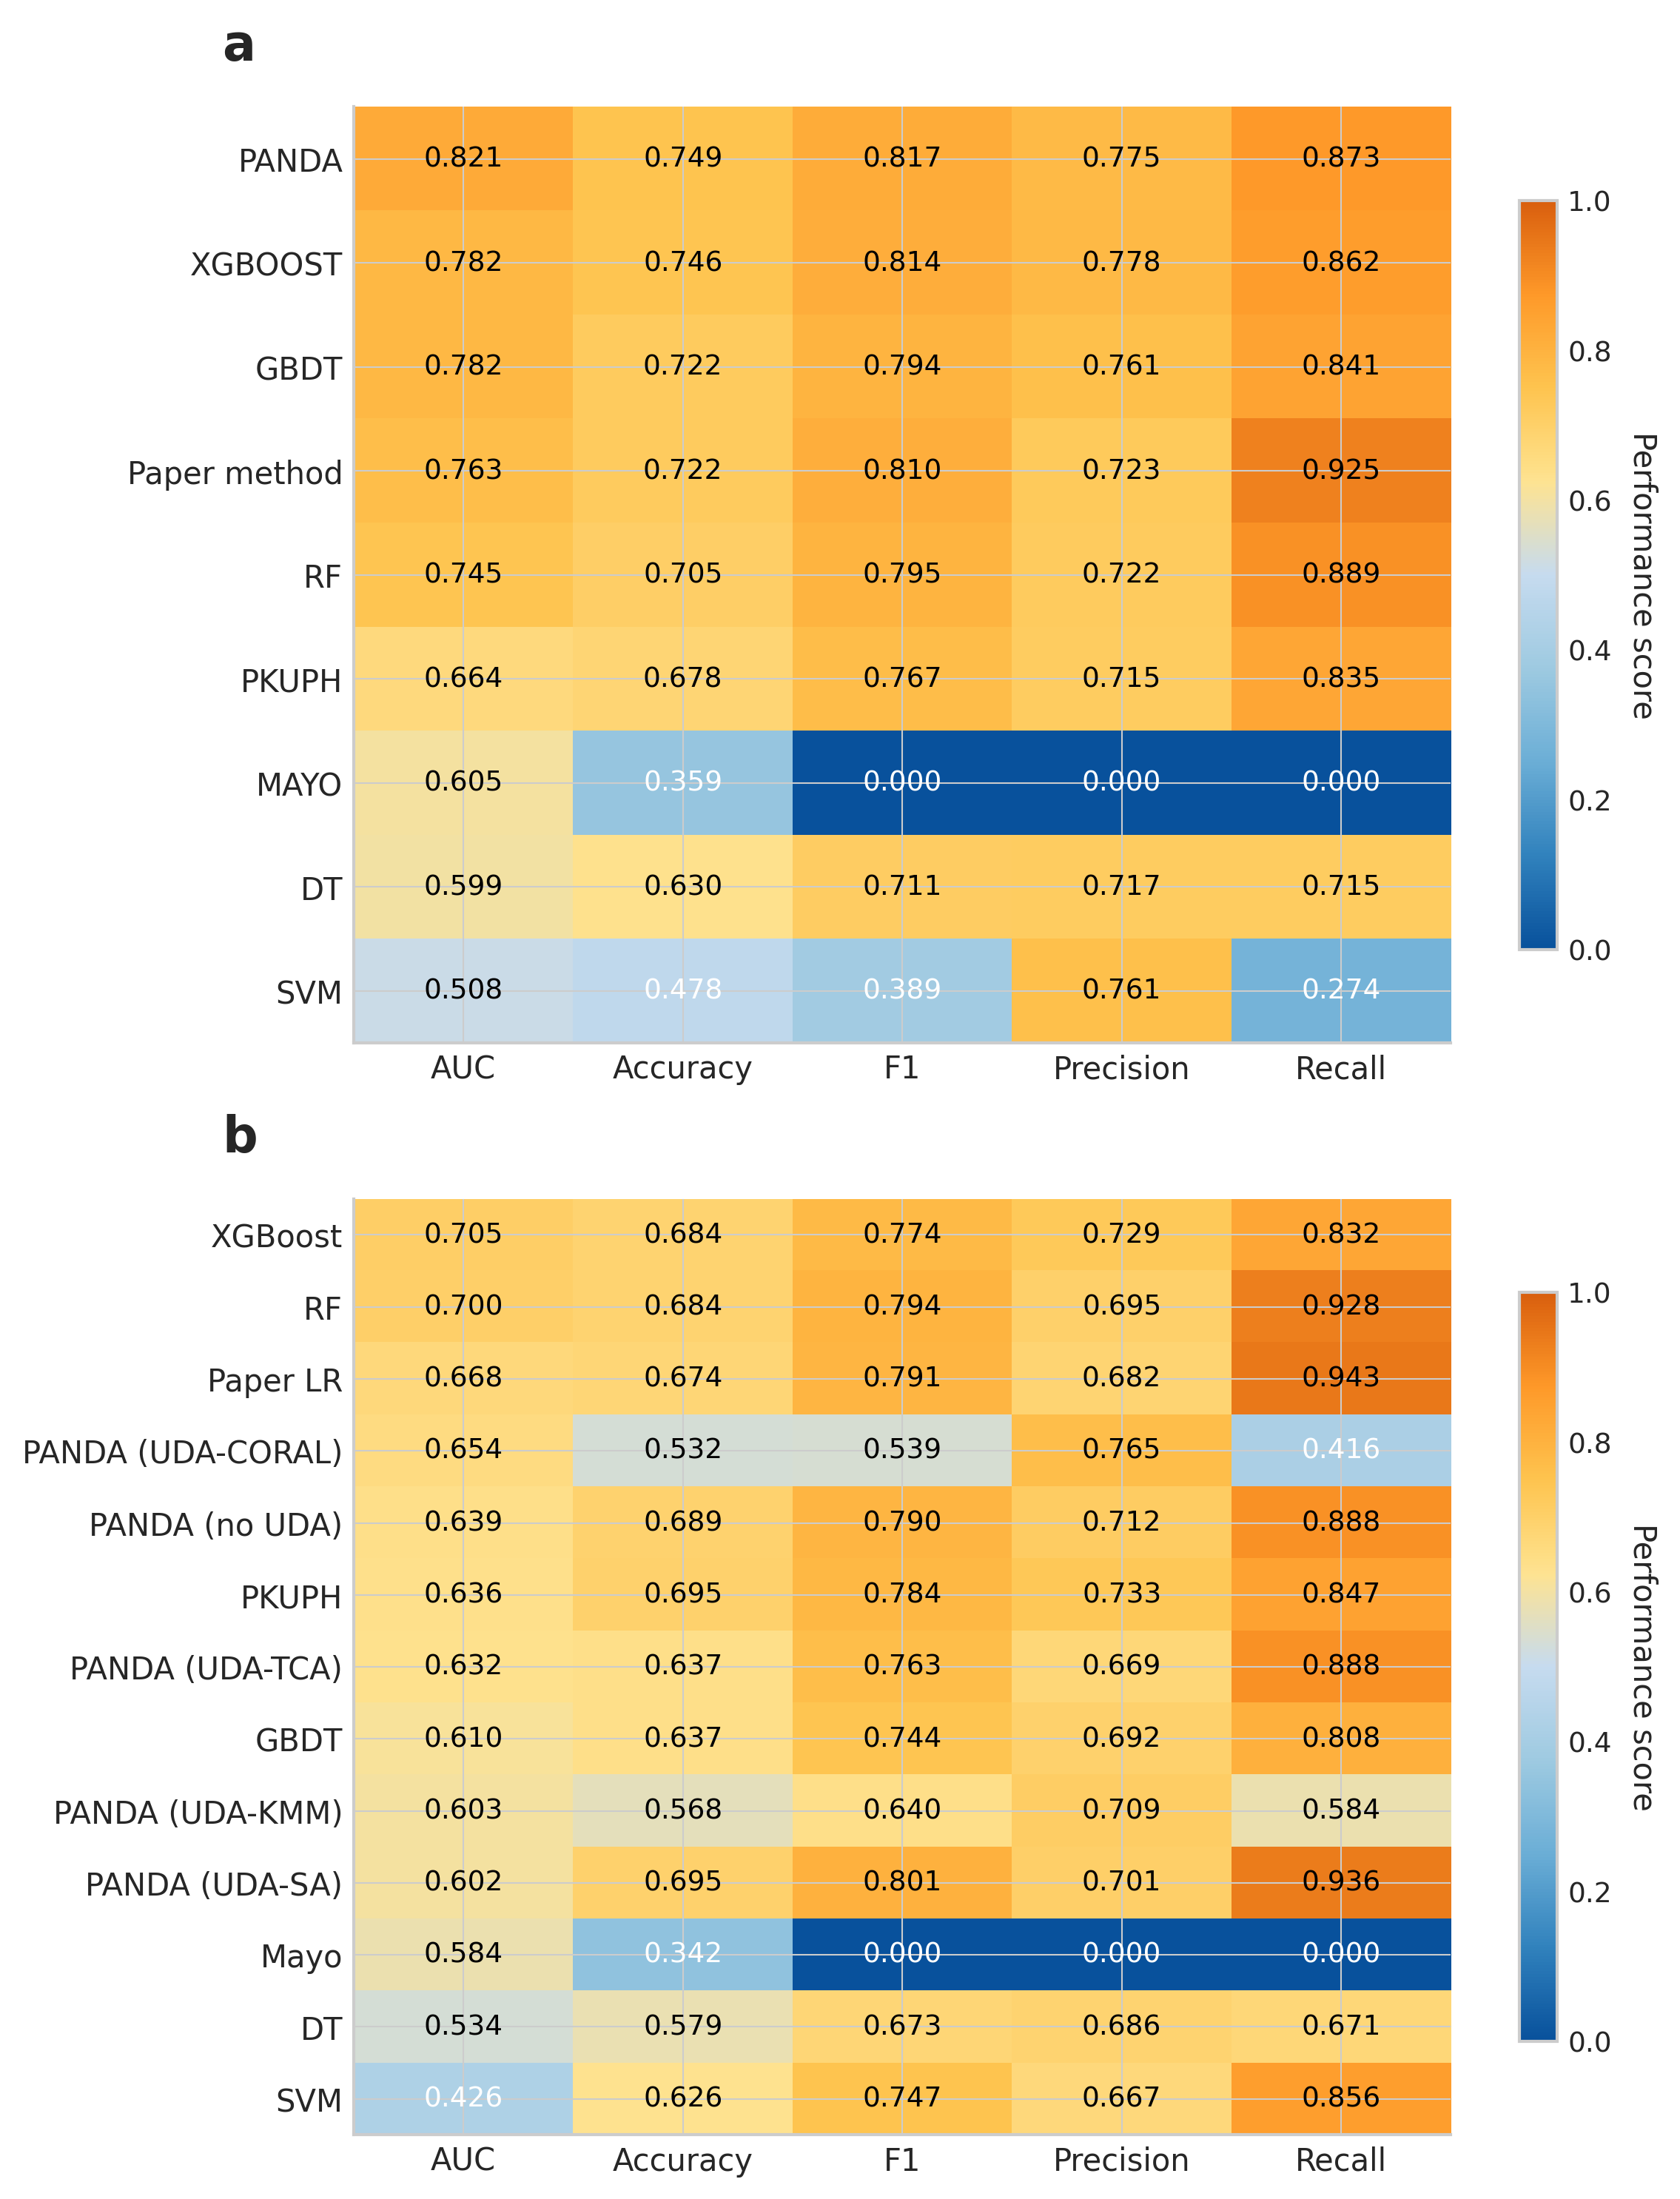 a
PANDA 0.821 0.749 0.817 0.775 0.873
XGBOOST 0.782 0.746 0.814 0.778 0.862
GBDT 0.782 0.722 0.794 0.761 0.841
Paper method 0.763 0.722 0.810 0.723 0.925
RF 0.745 0.705 0.795 0.722 0.889
PKUPH 0.664 0.678 0.767 0.715 0.835
MAYO 0.605 0.359 0.000 0.000 0.000
DT 0.599 0.630 0.711 0.717 0.715
SVM 0.508 0.478 0.389 0.761 0.274
AUC Accuracy F1 Precision Recall
1.0
0.8
0.6
0.4
0.2
0.0
Performance score
b
XGBoost 0.705 0.684 0.774 0.729 0.832
RF 0.700 0.684 0.794 0.695 0.928
Paper LR 0.668 0.674 0.791 0.682 0.943
PANDA (UDA-CORAL) 0.654 0.532 0.539 0.765 0.416
PANDA (no UDA) 0.639 0.689 0.790 0.712 0.888
PKUPH 0.636 0.695 0.784 0.733 0.847
PANDA (UDA-TCA) 0.632 0.637 0.763 0.669 0.888
GBDT 0.610 0.637 0.744 0.692 0.808
PANDA (UDA-KMM) 0.603 0.568 0.640 0.709 0.584
PANDA (UDA-SA) 0.602 0.695 0.801 0.701 0.936
Mayo 0.584 0.342 0.000 0.000 0.000
DT 0.534 0.579 0.673 0.686 0.671
SVM 0.426 0.626 0.747 0.667 0.856
AUC Accuracy F1 Precision Recall
1.0
0.8
0.6
0.4
0.2
0.0
Performance score